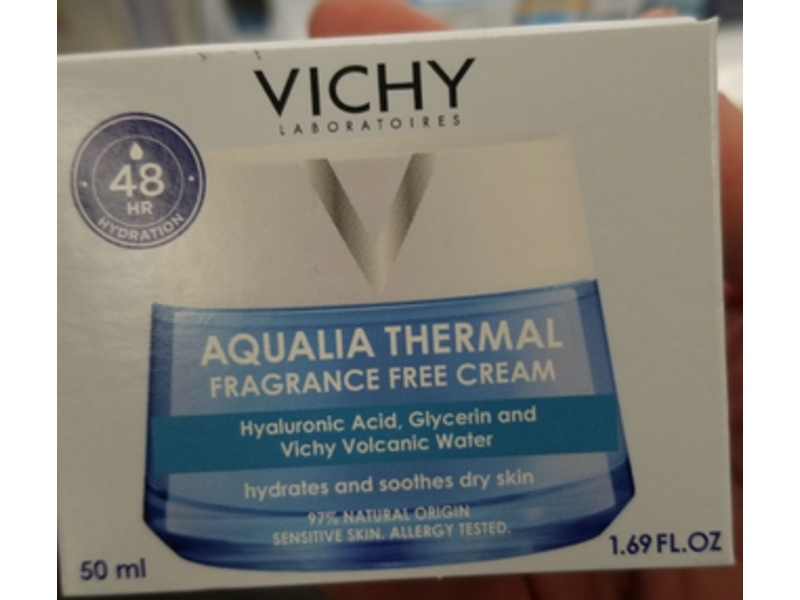 VICHY
LABORATOIRES
48
HR
HYDRATION
AQUALIA THERMAL
FRAGRANCE FREE CREAM
Hyaluronic Acid, Glycerin and
Vichy Volcanic Water
hydrates and soothes dry skin
97% NATURAL ORIGIN
SENSITIVE SKIN. ALLERGY TESTED.
50 ml
1.69 FL.OZ